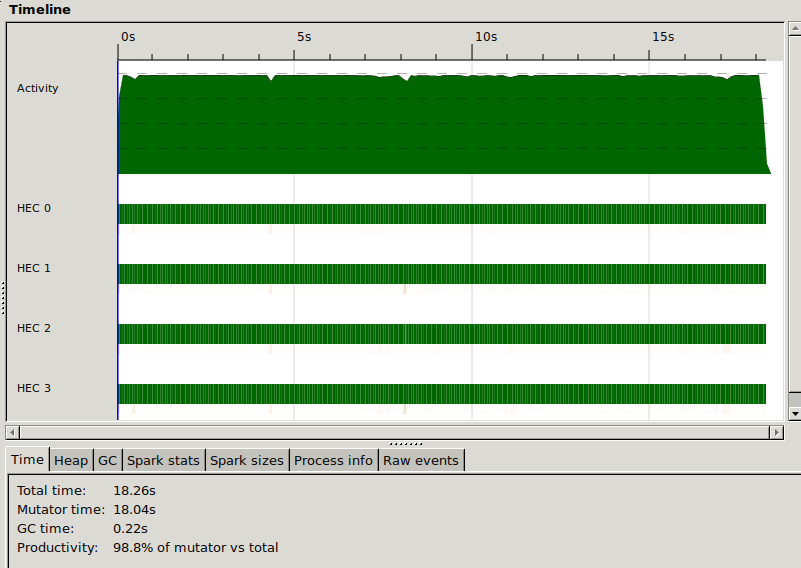 Timeline
0s 5s 10s 15s
Activity
HEC 0
HEC 1
HEC 2
HEC 3
Time Heap GC Spark stats Spark sizes Process info Raw events
Total time: 18.26s
Mutator time: 18.04s
GC time: 0.22s
Productivity: 98.8% of mutator vs total